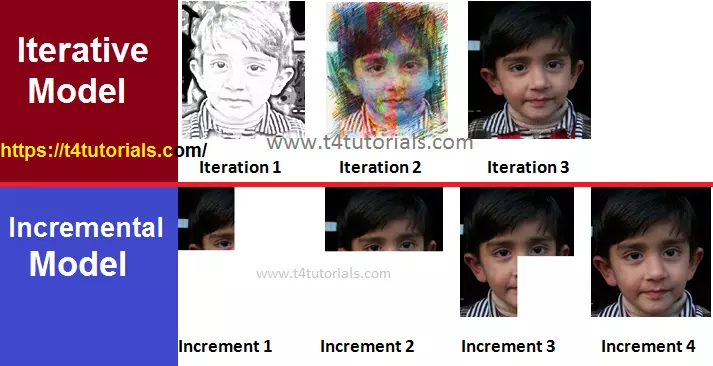 Iterative
Model
https://t4tutorials.com/
www.t4tutorials.com
Iteration 1
Iteration 2
Iteration 3
Incremental
Model
www.t4tutorials.com
Increment 1
Increment 2
Increment 3
Increment 4